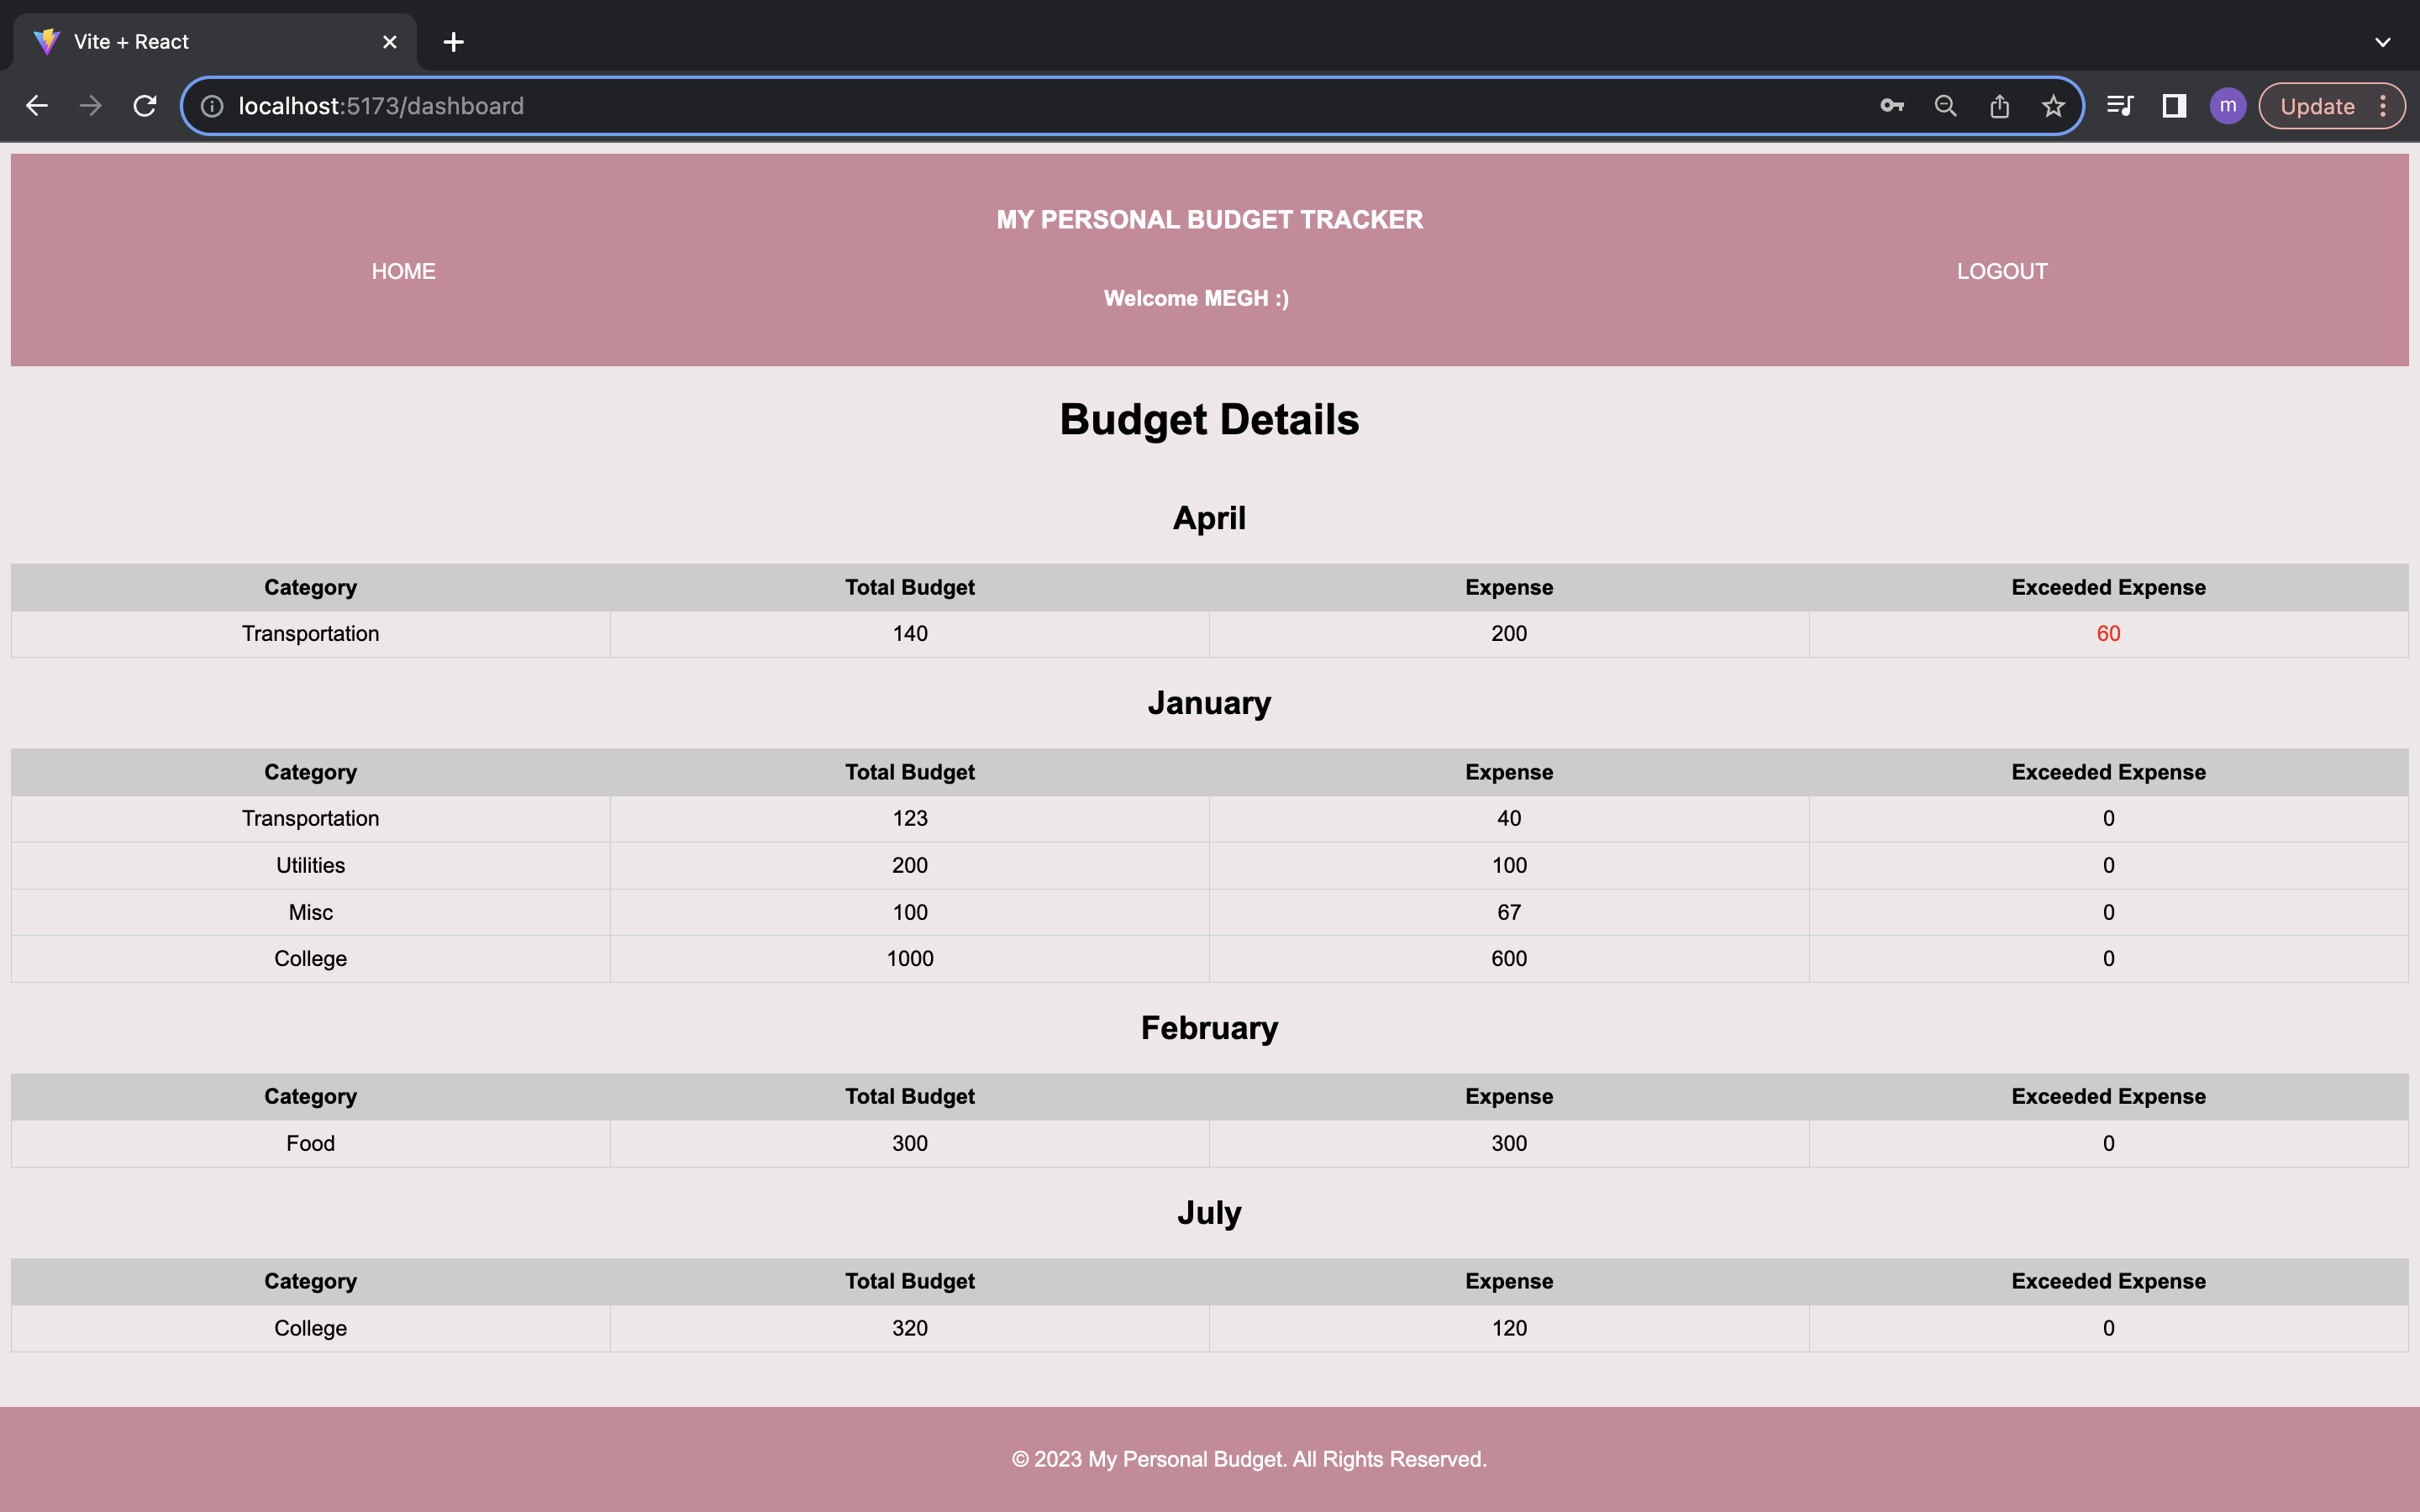 Vite + React
localhost:5173/dashboard
m
Update
MY PERSONAL BUDGET TRACKER
HOME
LOGOUT
Welcome MEGH :)
Budget Details
April
Category Total Budget Expense Exceeded Expense
Transportation 140 200 60
January
Category Total Budget Expense Exceeded Expense
Transportation 123 40 0
Utilities 200 100 0
Misc 100 67 0
College 1000 600 0
February
Category Total Budget Expense Exceeded Expense
Food 300 300 0
July
Category Total Budget Expense Exceeded Expense
College 320 120 0
© 2023 My Personal Budget. All Rights Reserved.